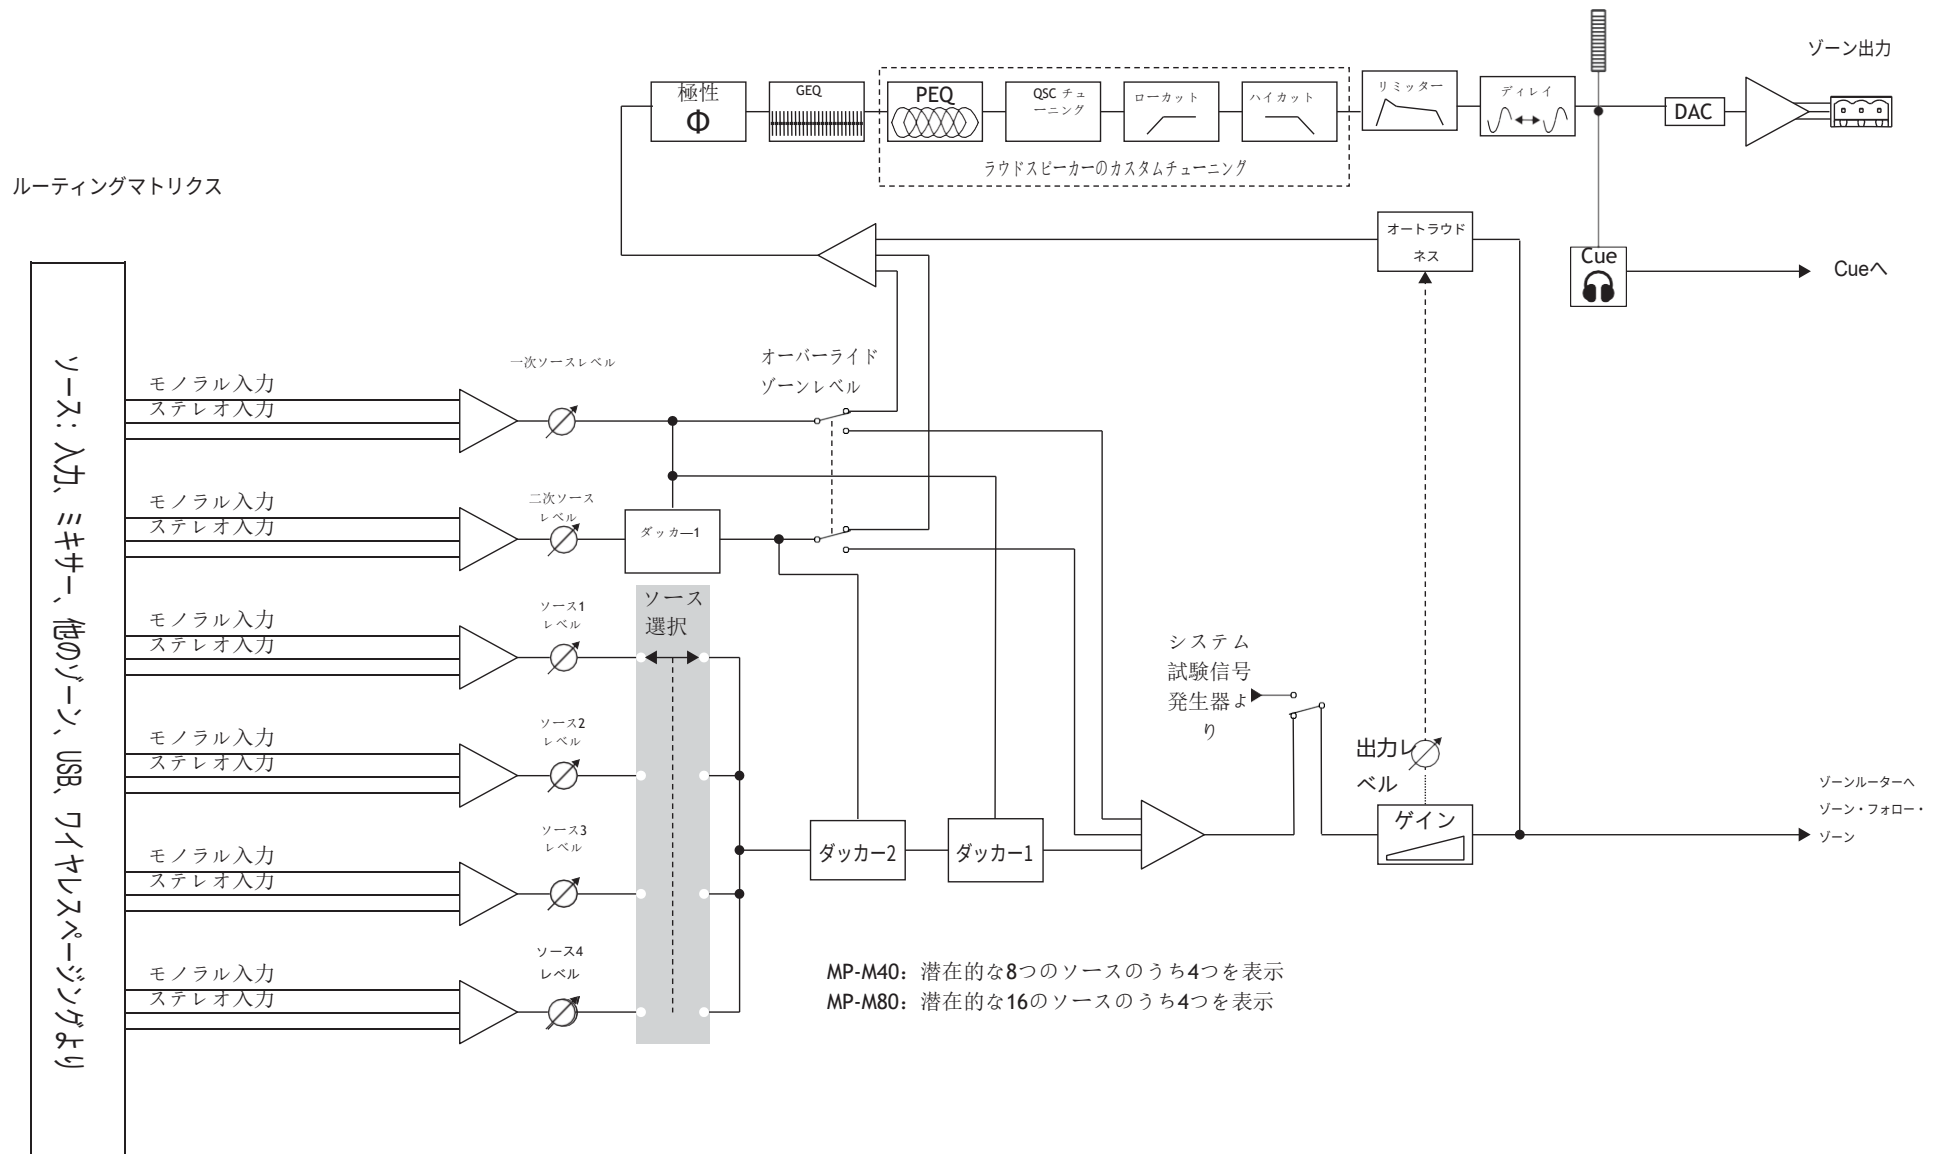 ゾーン出力
極性
Φ
GEQ
PEQ
QSC チュ
ーニング
ローカット
ハイカット
リミッター
ディレイ
DAC
ラウドスピーカーのカスタムチューニング
ルーティングマトリクス
オートラウド
ネス
Cue
Cueへ
ソース：入力、ミキサー、他のゾーン、USB、ワイヤレスページングより
一次ソースレベル
オーバーライド
ゾーンレベル
モノラル入力
ステレオ入力
二次ソース
レベル
モノラル入力
ステレオ入力
ダッカ—1
ソース
選択
ソース1
レベル
モノラル入力
ステレオ入力
システム
試験信号
発生器よ
り
ソース2
レベル
モノラル入力
ステレオ入力
出力レ
ベル
ゾーンルーターへ
ゾーン・フォロー・
ゾーン
ゲイン
ソース3
レベル
モノラル入力
ステレオ入力
ダッカー2
ダッカー1
ソース4
レベル
モノラル入力
ステレオ入力
MP-M40：潜在的な8つのソースのうち4つを表示
MP-M80：潜在的な16のソースのうち4つを表示